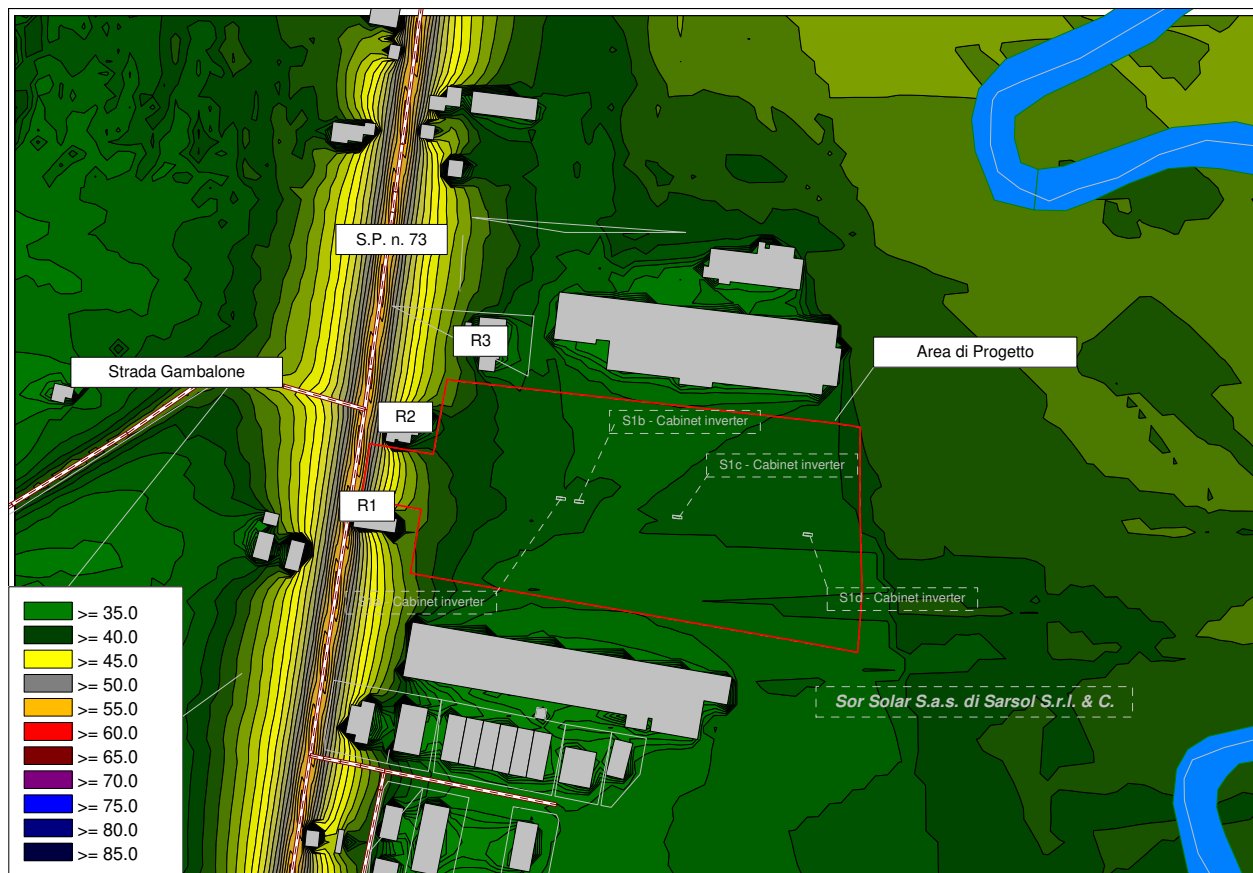 S.P. n. 73
R3
Area di Progetto
Strada Gambalone
R2
S1b - Cabinet inverter
S1c - Cabinet inverter
R1
- Cabinet inverter
S1d - Cabinet inverter
Sor Solar S.a.s. di Sarsol S.r.l. & C.
>= 35.0
>= 40.0
>= 45.0
>= 50.0
>= 55.0
>= 60.0
>= 65.0
>= 70.0
>= 75.0
>= 80.0
>= 85.0